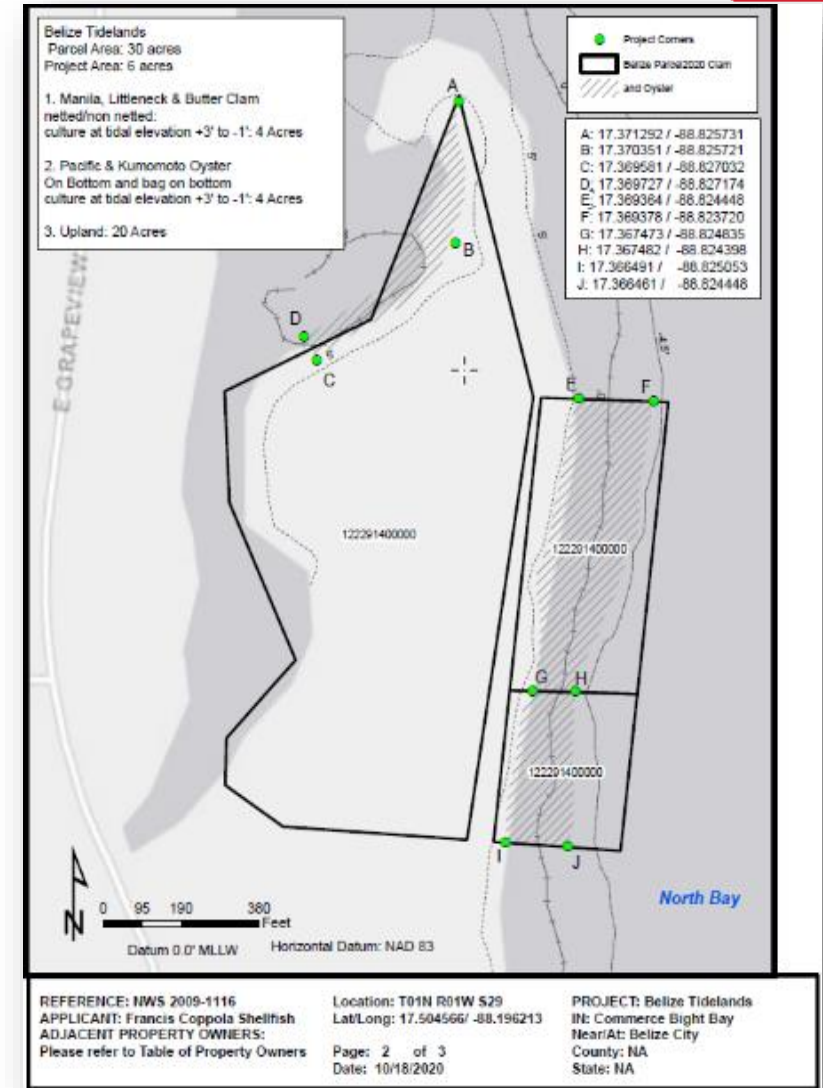 Belize Tidelands
Parcel Area: 30 acres
Project Area: 6 acres
1. Manila, Littleneck & Butter Clam
netted/non netted:
culture at tidal elevation +3' to -1': 4 Acres
2. Pacific & Kumomoto Oyster
On Bottom and bag on bottom
culture at tidal elevation +3' to -1': 4 Acres
3. Upland: 20 Acres
Project Corners
Belize Parcel2020 Clam
and Oyster
A: 17.371292 / -88.825731
B: 17.370351 / -88.825721
C: 17.369581 / -88.827032
D: 17.369727 / -88.827174
E: 17.369364 / -88.824448
F: 17.369378 / -88.823720
G: 17.367473 / -88.824835
H: 17.367482 / -88.824398
I: 17.366491 / -88.825053
J: 17.366461 / -88.824448
E GRAPEVIEW
A
B
D
C
E
F
122291400000
122291400000
G
H
122291400000
I
J
North Bay
N
0 95 190 380
Feet
Datum 0.0' MLLW
Horizontal Datum: NAD 83
REFERENCE: NWS 2009-1116
APPLICANT: Francis Coppola Shellfish
ADJACENT PROPERTY OWNERS:
Please refer to Table of Property Owners
Location: T01N R01W S29
Lat/Long: 17.504566/ -88.196213
Page: 2 of 3
Date: 10/18/2020
PROJECT: Belize Tidelands
IN: Commerce Bight Bay
Near/At: Belize City
County: NA
State: NA